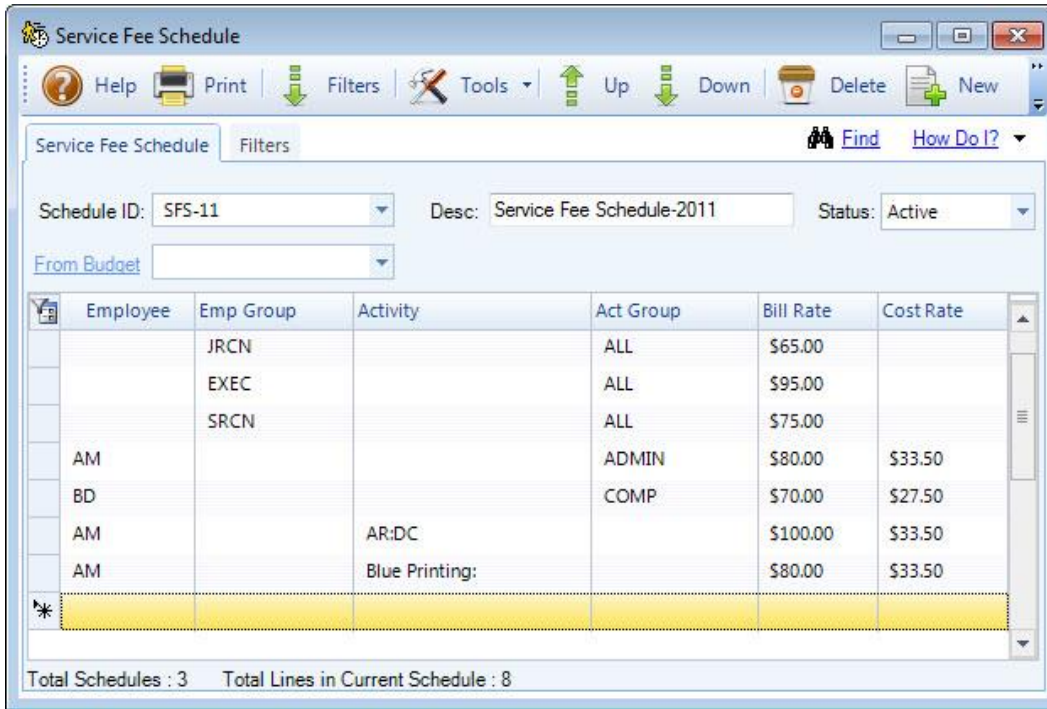 Service Fee Schedule
Help Print Filters Tools Up Down Delete New
Service Fee Schedule Filters Find How Do I?
Schedule ID: SFS-11 Desc: Service Fee Schedule-2011 Status: Active
From Budget
Employee Emp Group Activity Act Group Bill Rate Cost Rate
JRCN ALL $65.00
EXEC ALL $95.00
SRCN ALL $75.00
AM ADMIN $80.00 $33.50
BD COMP $70.00 $27.50
AM AR:DC $100.00 $33.50
AM Blue Printing: $80.00 $33.50
Total Schedules : 3 Total Lines in Current Schedule : 8